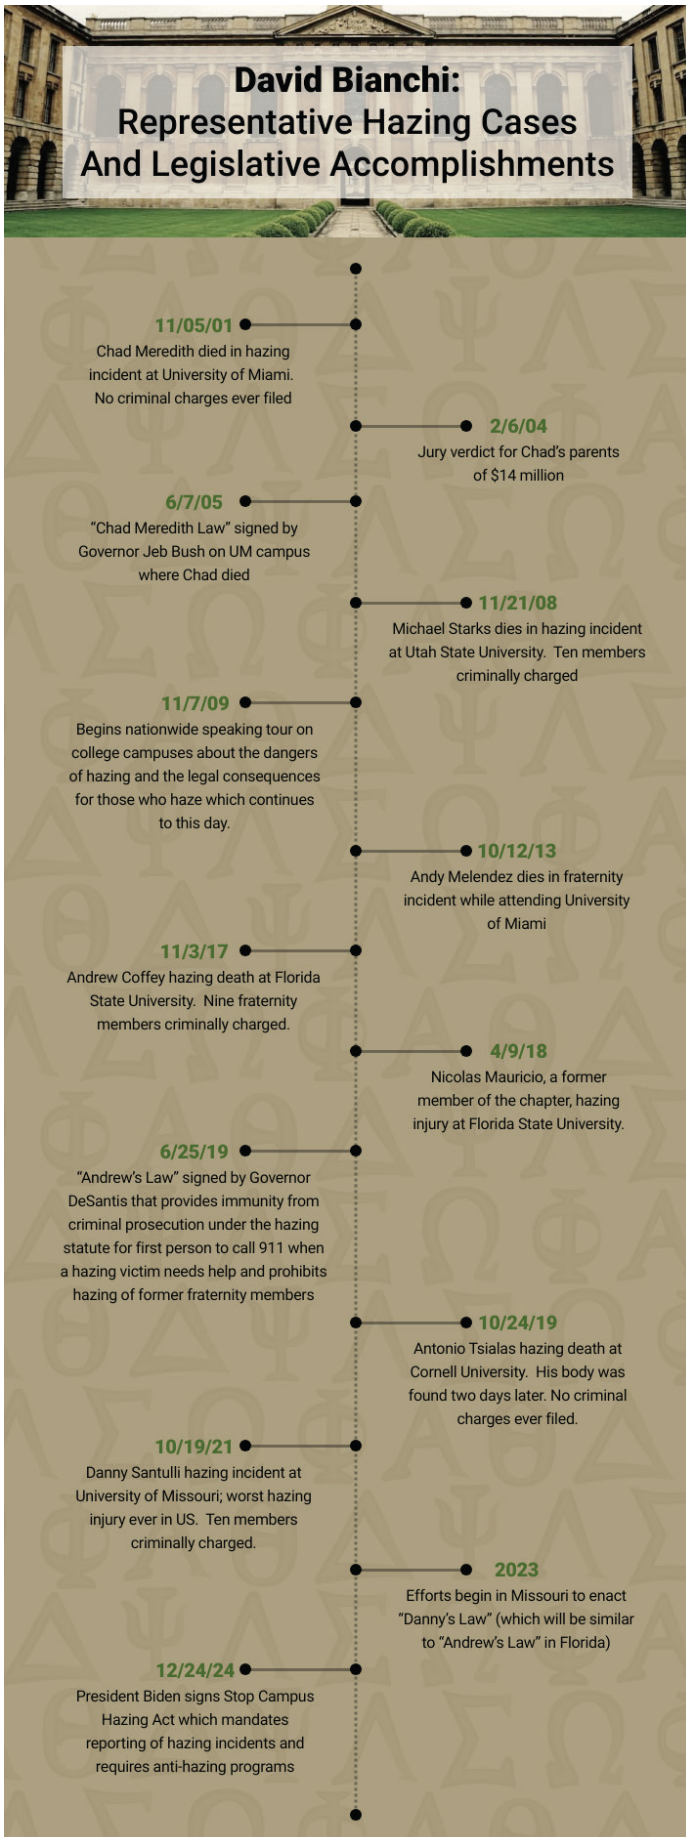 David Bianchi:
Representative Hazing Cases
And Legislative Accomplishments
11/05/01
Chad Meredith died in hazing
incident at University of Miami.
No criminal charges ever filed
2/6/04
Jury verdict for Chad's parents
of $14 million
6/7/05
“Chad Meredith Law” signed by
Governor Jeb Bush on UM campus
where Chad died
11/21/08
Michael Starks dies in hazing incident
at Utah State University. Ten members
criminally charged
11/7/09
Begins nationwide speaking tour on
college campuses about the dangers
of hazing and the legal consequences
for those who haze which continues
to this day.
10/12/13
Andy Melendez dies in fraternity
incident while attending University
of Miami
11/3/17
Andrew Coffey hazing death at Florida
State University. Nine fraternity
members criminally charged.
4/9/18
Nicolas Mauricio, a former
member of the chapter, hazing
injury at Florida State University.
6/25/19
“Andrew's Law” signed by Governor
DeSantis that provides immunity from
criminal prosecution under the hazing
statute for first person to call 911 when
a hazing victim needs help and prohibits
hazing of former fraternity members
10/24/19
Antonio Tsialas hazing death at
Cornell University. His body was
found two days later. No criminal
charges ever filed.
10/19/21
Danny Santulli hazing incident at
University of Missouri; worst hazing
injury ever in US. Ten members
criminally charged.
2023
Efforts begin in Missouri to enact
“Danny's Law” (which will be similar
to “Andrew's Law” in Florida)
12/24/24
President Biden signs Stop Campus
Hazing Act which mandates
reporting of hazing incidents and
requires anti-hazing programs